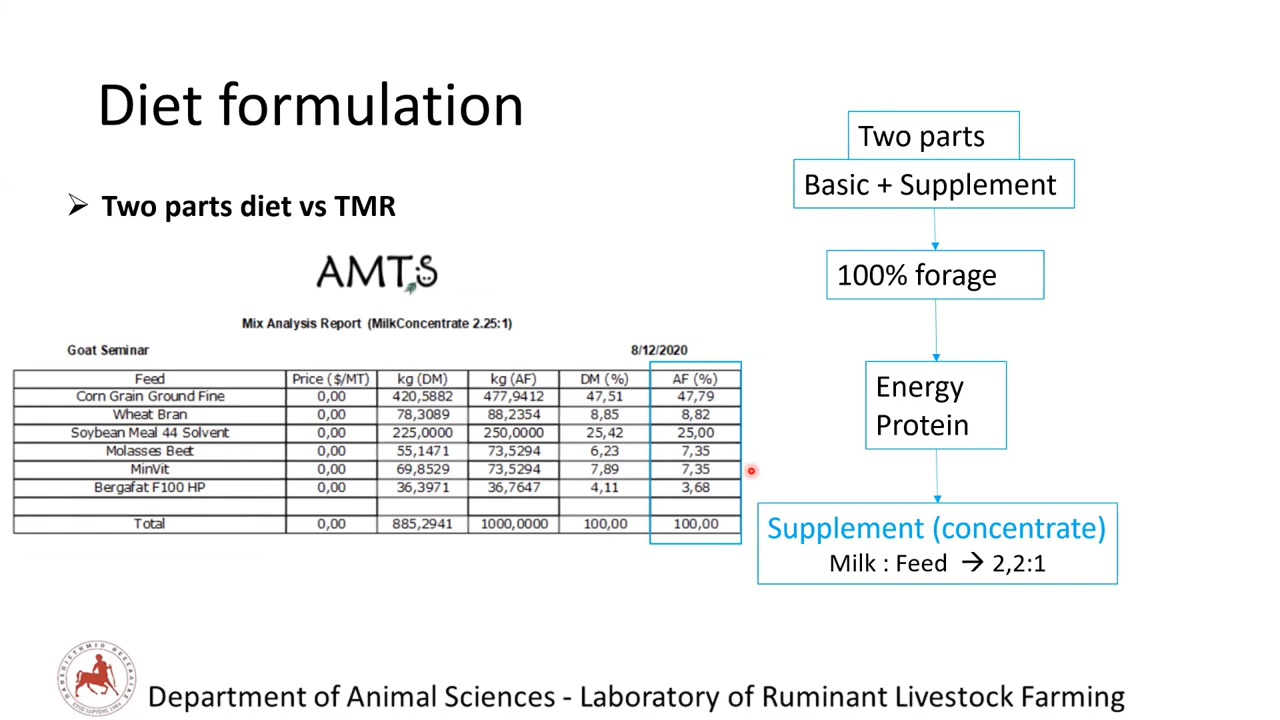 Diet formulation
➢ Two parts diet vs TMR
AMTS
Mix Analysis Report (MilkConcentrate 2.25:1)
Goat Seminar 8/12/2020
Feed Price ($/MT) kg (DM) kg (AF) DM (%) AF (%)
Corn Grain Ground Fine 0,00 420,5882 477,9412 47,51 47,79
Wheat Bran 0,00 78,3089 88,2354 8,85 8,82
Soybean Meal 44 Solvent 0,00 225,0000 250,0000 25,42 25,00
Molasses Beet 0,00 55,1471 73,5294 6,23 7,35
MinVit 0,00 69,8529 73,5294 7,89 7,35
Bergafat F100 HP 0,00 36,3971 36,7647 4,11 3,68
Total 0,00 885,2941 1000,0000 100,00 100,00
Two parts
Basic + Supplement
100% forage
Energy
Protein
Supplement (concentrate)
Milk : Feed → 2,2:1
Department of Animal Sciences - Laboratory of Ruminant Livestock Farming